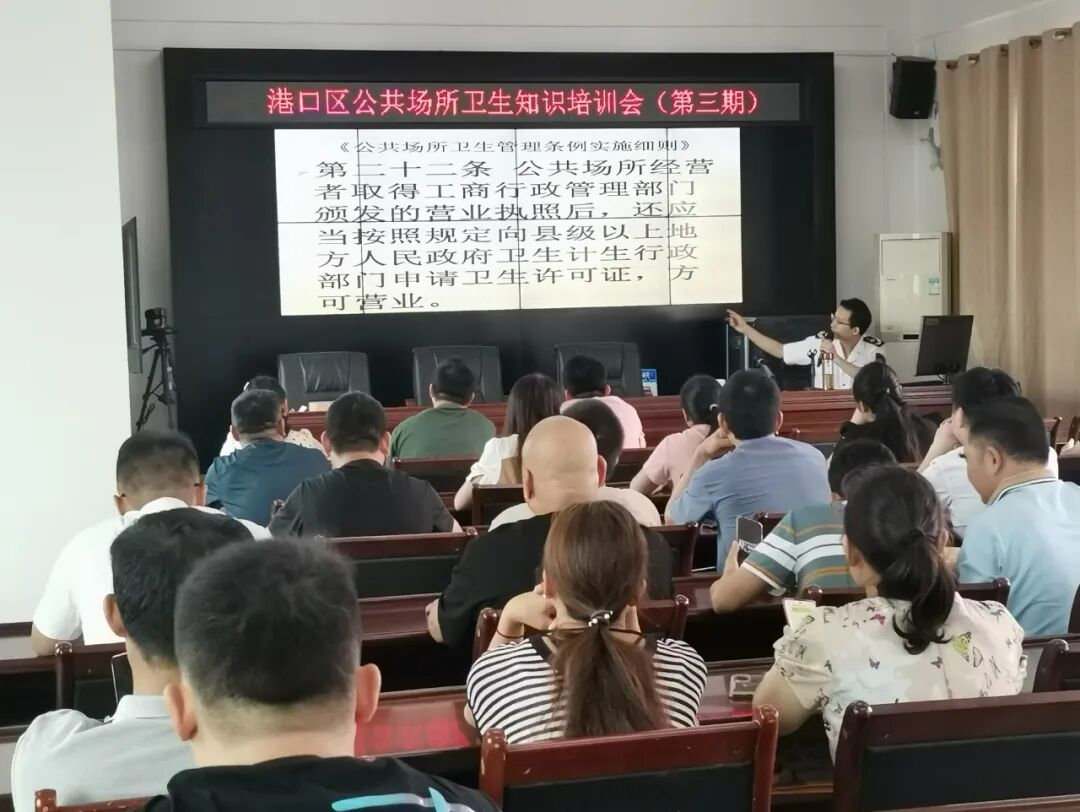 港口区公共场所卫生知识培训会（第三期）
《公共场所卫生管理条例实施细则》
第二十二条 公共场所经营
者取得工商行政管理部门
颁发的营业执照后，还应
当按照规定向县级以上地
方人民政府卫生计生行政
部门申请卫生许可证，方
可营业。